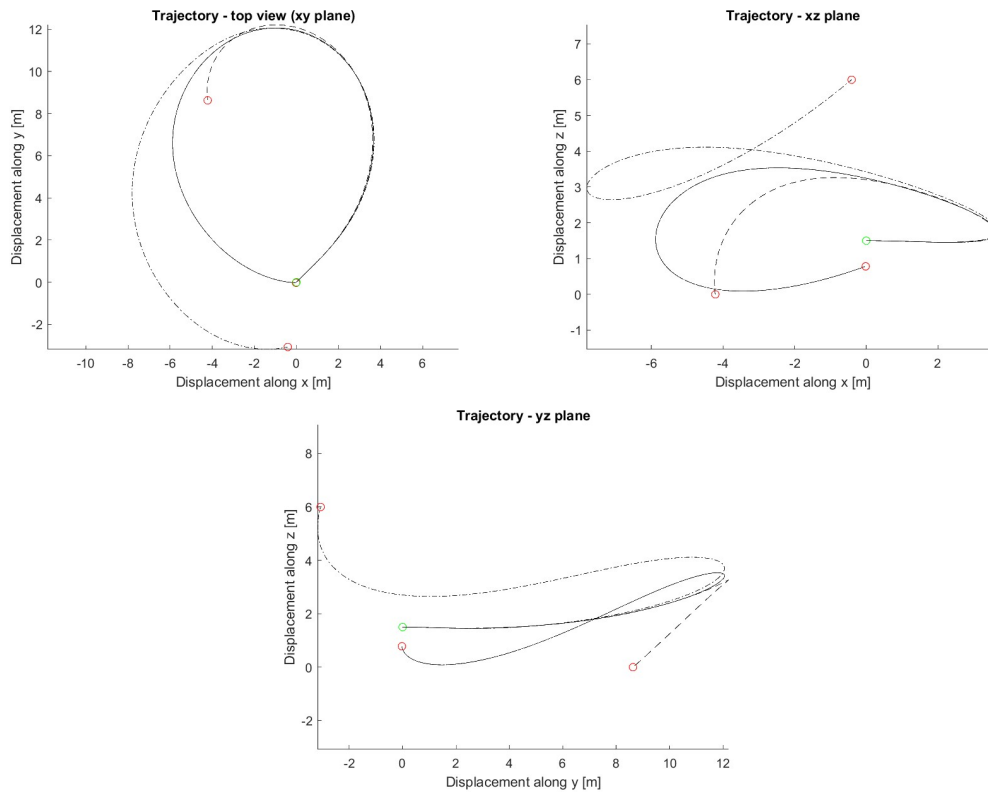 Trajectory - top view (xy plane)
12
10
8
6
4
2
0
-2
Displacement along y [m]
-10 -8 -6 -4 -2 0 2 4 6
Displacement along x [m]
Trajectory - xz plane
7
6
5
4
3
2
1
0
-1
Displacement along z [m]
-6 -4 -2 0 2
Displacement along x [m]
Trajectory - yz plane
8
6
4
2
0
-2
Displacement along z [m]
-2 0 2 4 6 8 10 12
Displacement along y [m]